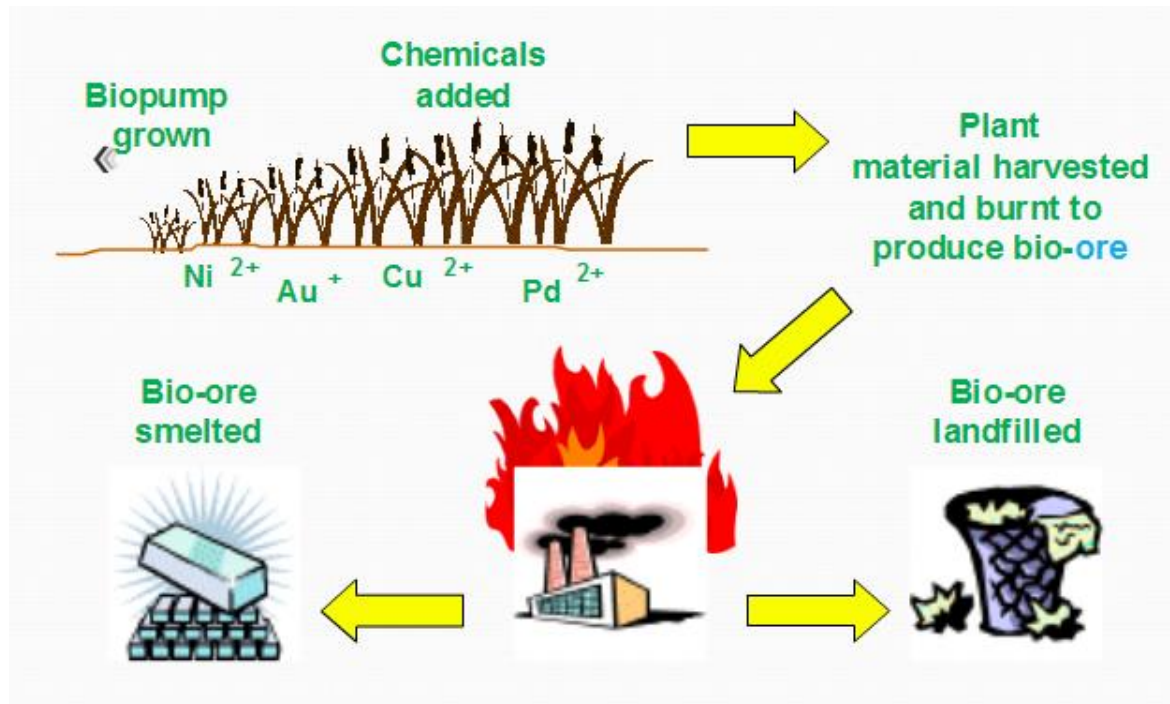 Biopump
grown
Chemicals
added
Ni 2+
Au +
Cu 2+
Pd 2+
Plant
material harvested
and burnt to
produce bio-ore
Bio-ore
smelted
Bio-ore
landfilled